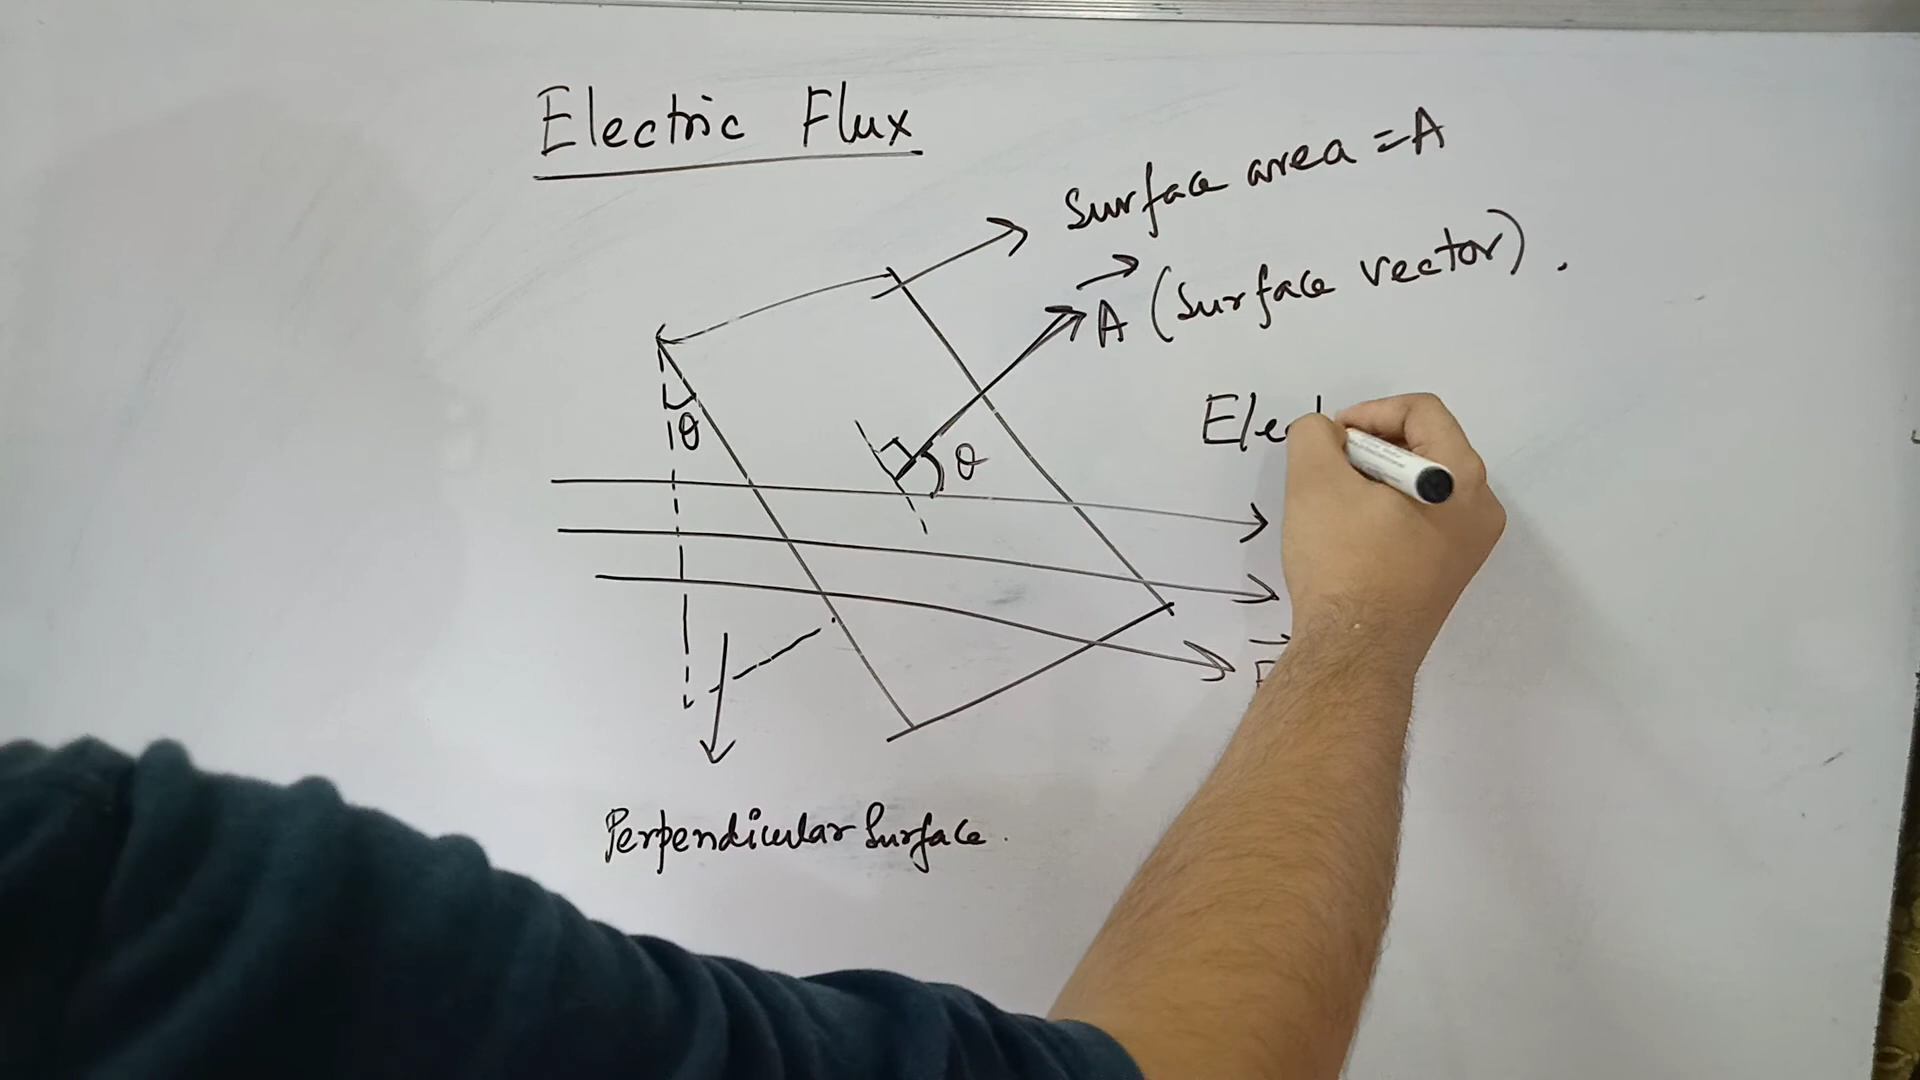 Electric Flux
Surface area = A
A (Surface vector).
θ
θ
Perpendicular Surface.